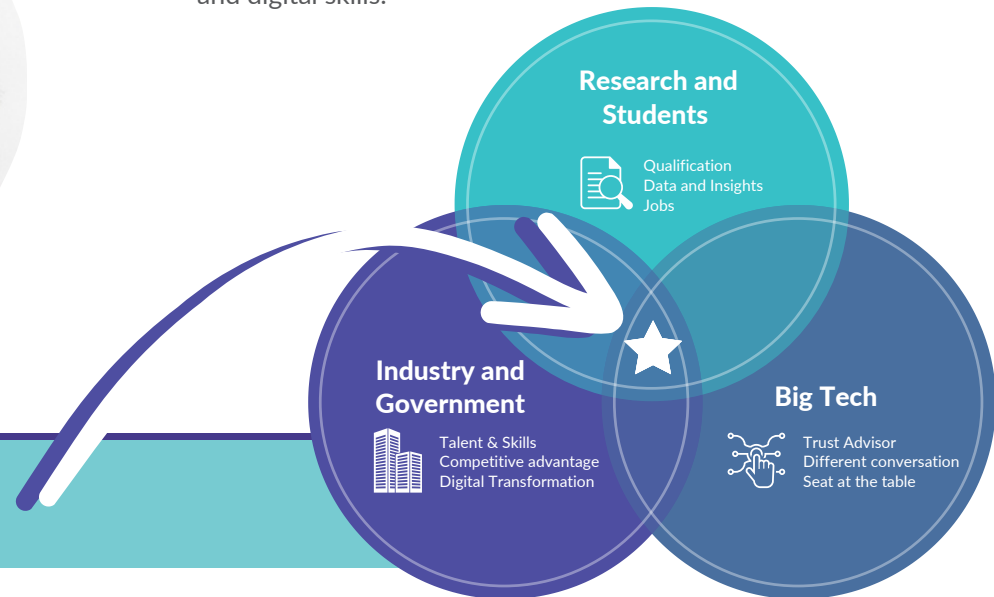 and digital skills.
Research and
Students
Qualification
Data and Insights
Jobs
Industry and
Government
Talent & Skills
Competitive advantage
Digital Transformation
Big Tech
Trust Advisor
Different conversation
Seat at the table